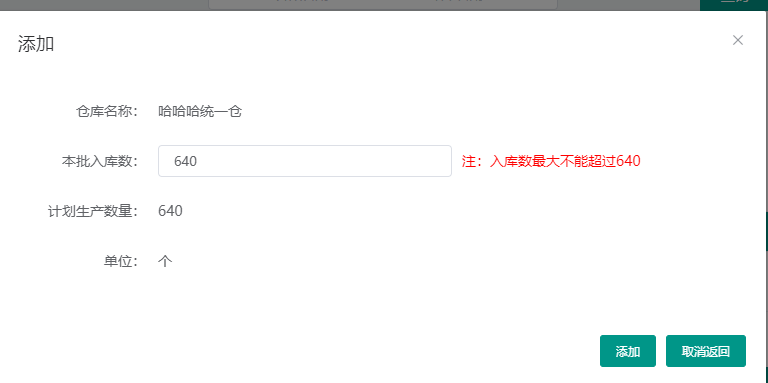 添加
仓库名称： 哈哈哈统一仓
本批入库数： 640 注：入库数最大不能超过640
计划生产数量： 640
单位： 个
添加 取消返回